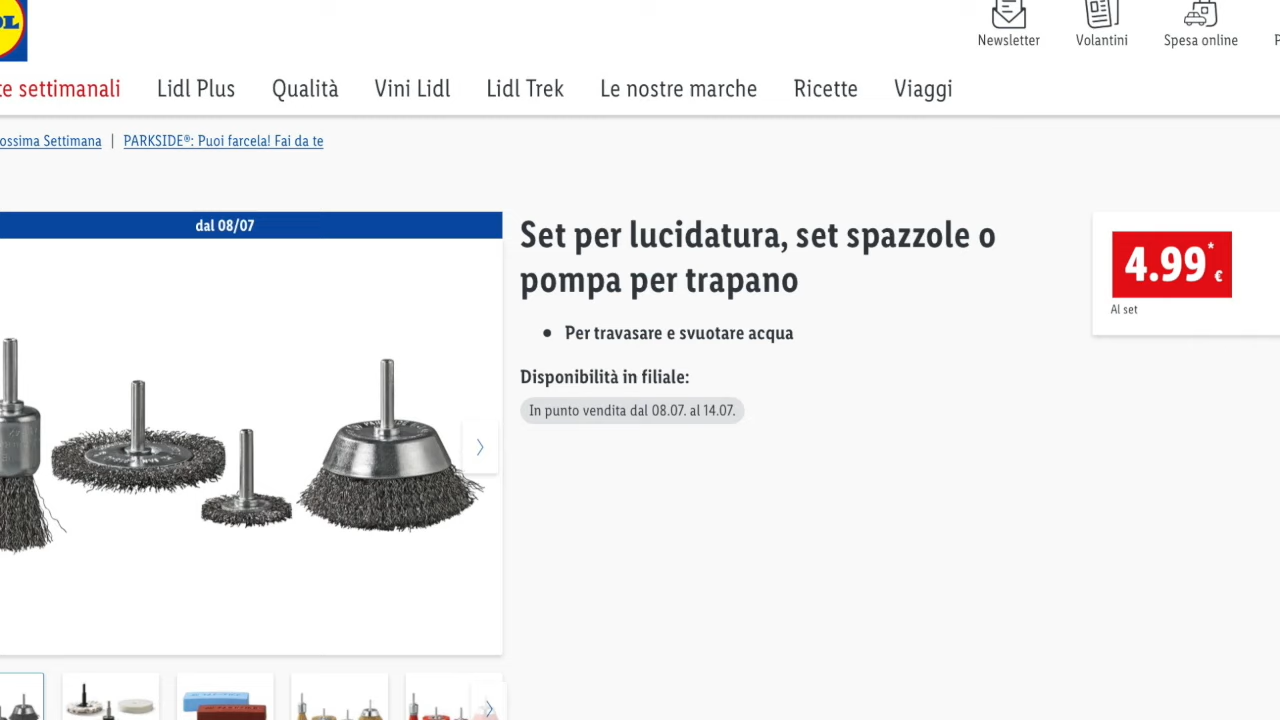 Newsletter
Volantini
Spesa online
te settimanali
Lidl Plus
Qualità
Vini Lidl
Lidl Trek
Le nostre marche
Ricette
Viaggi
ossima Settimana | PARKSIDE®: Puoi farcela! Fai da te
dal 08/07
Set per lucidatura, set spazzole o
pompa per trapano
• Per travasare e svuotare acqua
Disponibilità in filiale:
In punto vendita dal 08.07. al 14.07.
4.99*€
Al set